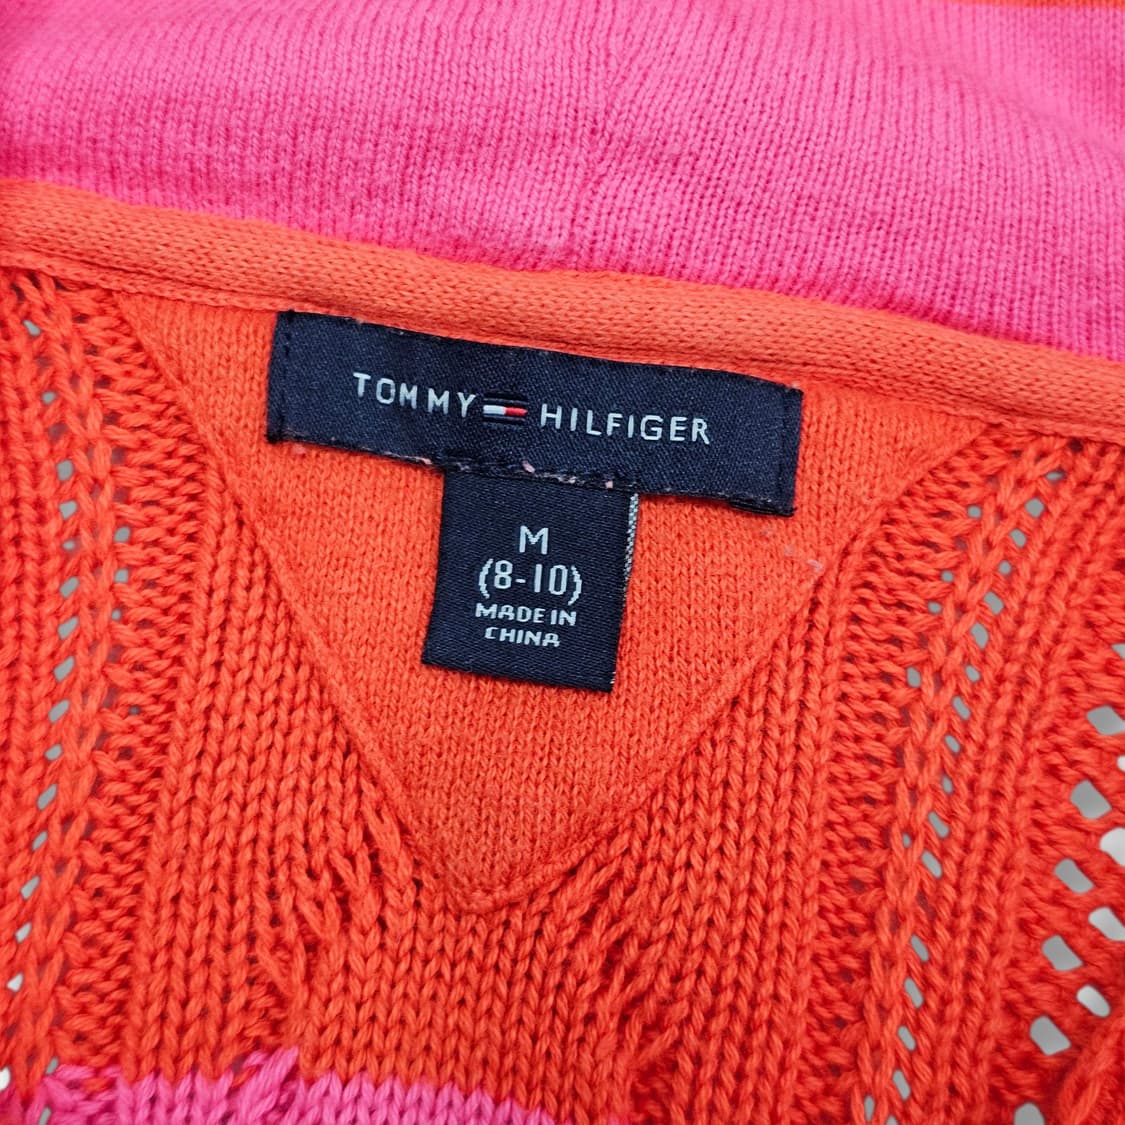 TOMMY HILFIGER
M
(8-10)
MADE IN
CHINA